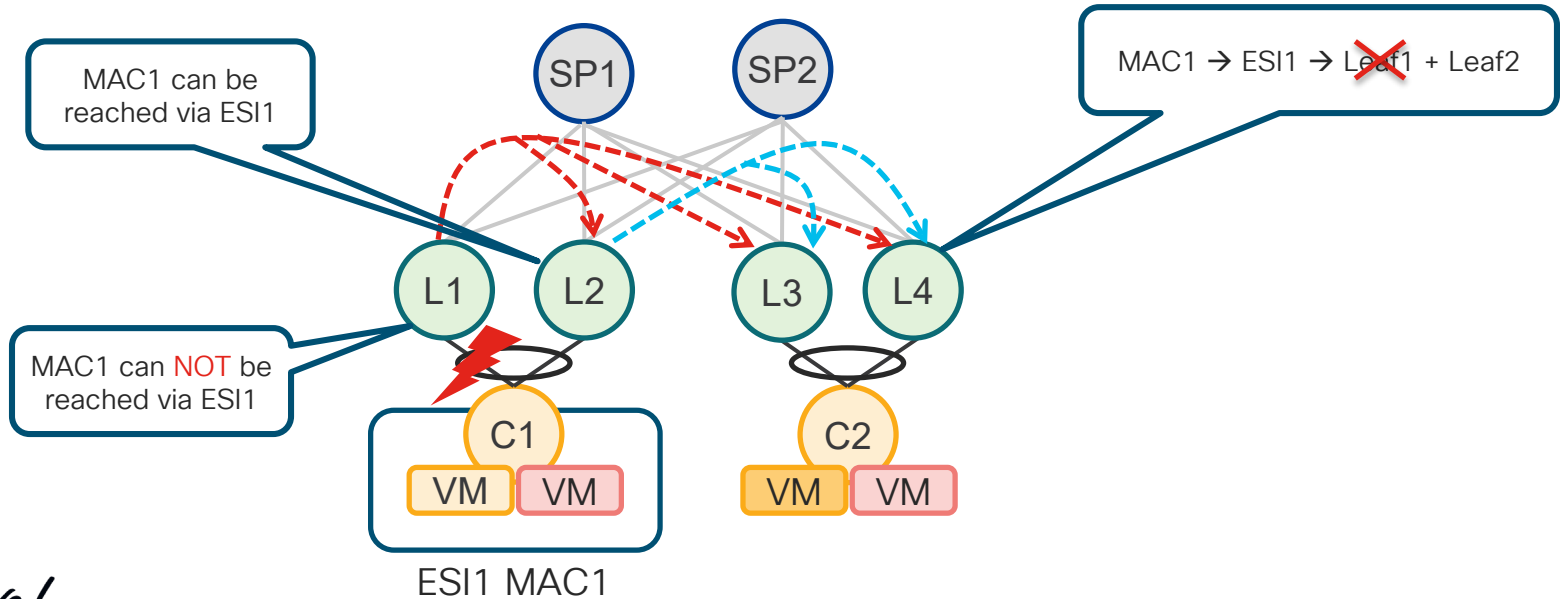 MAC1 can be
reached via ESI1
SP1
SP2
MAC1 → ESI1 → Leaf1 + Leaf2
L1
L2
L3
L4
MAC1 can NOT be
reached via ESI1
C1
VM
VM
C2
VM
VM
ESI1 MAC1